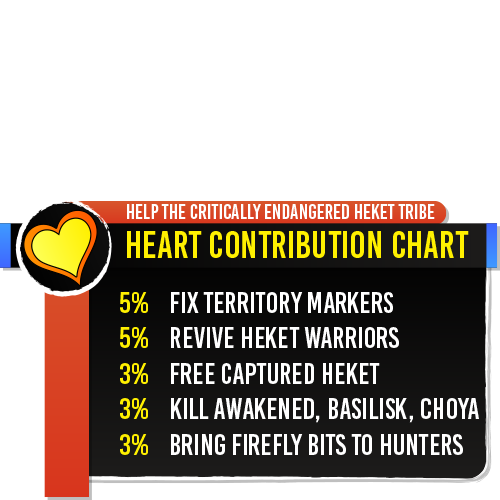 HELP THE CRITICALLY ENDANGERED HEKET TRIBE
HEART CONTRIBUTION CHART
5% FIX TERRITORY MARKERS
5% REVIVE HEKET WARRIORS
3% FREE CAPTURED HEKET
3% KILL AWAKENED, BASILISK, CHOYA
3% BRING FIREFLY BITS TO HUNTERS